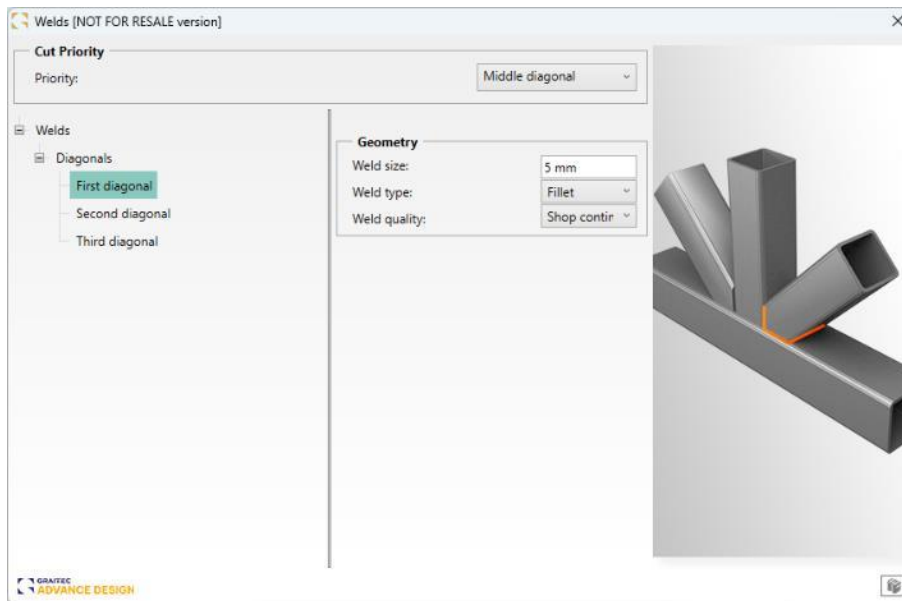 Welds [NOT FOR RESALE version]
Cut Priority
Priority:
Middle diagonal
Welds
Diagonals
First diagonal
Second diagonal
Third diagonal
Geometry
Weld size:
5 mm
Weld type:
Fillet
Weld quality:
Shop contir
GRAITEC
ADVANCE DESIGN